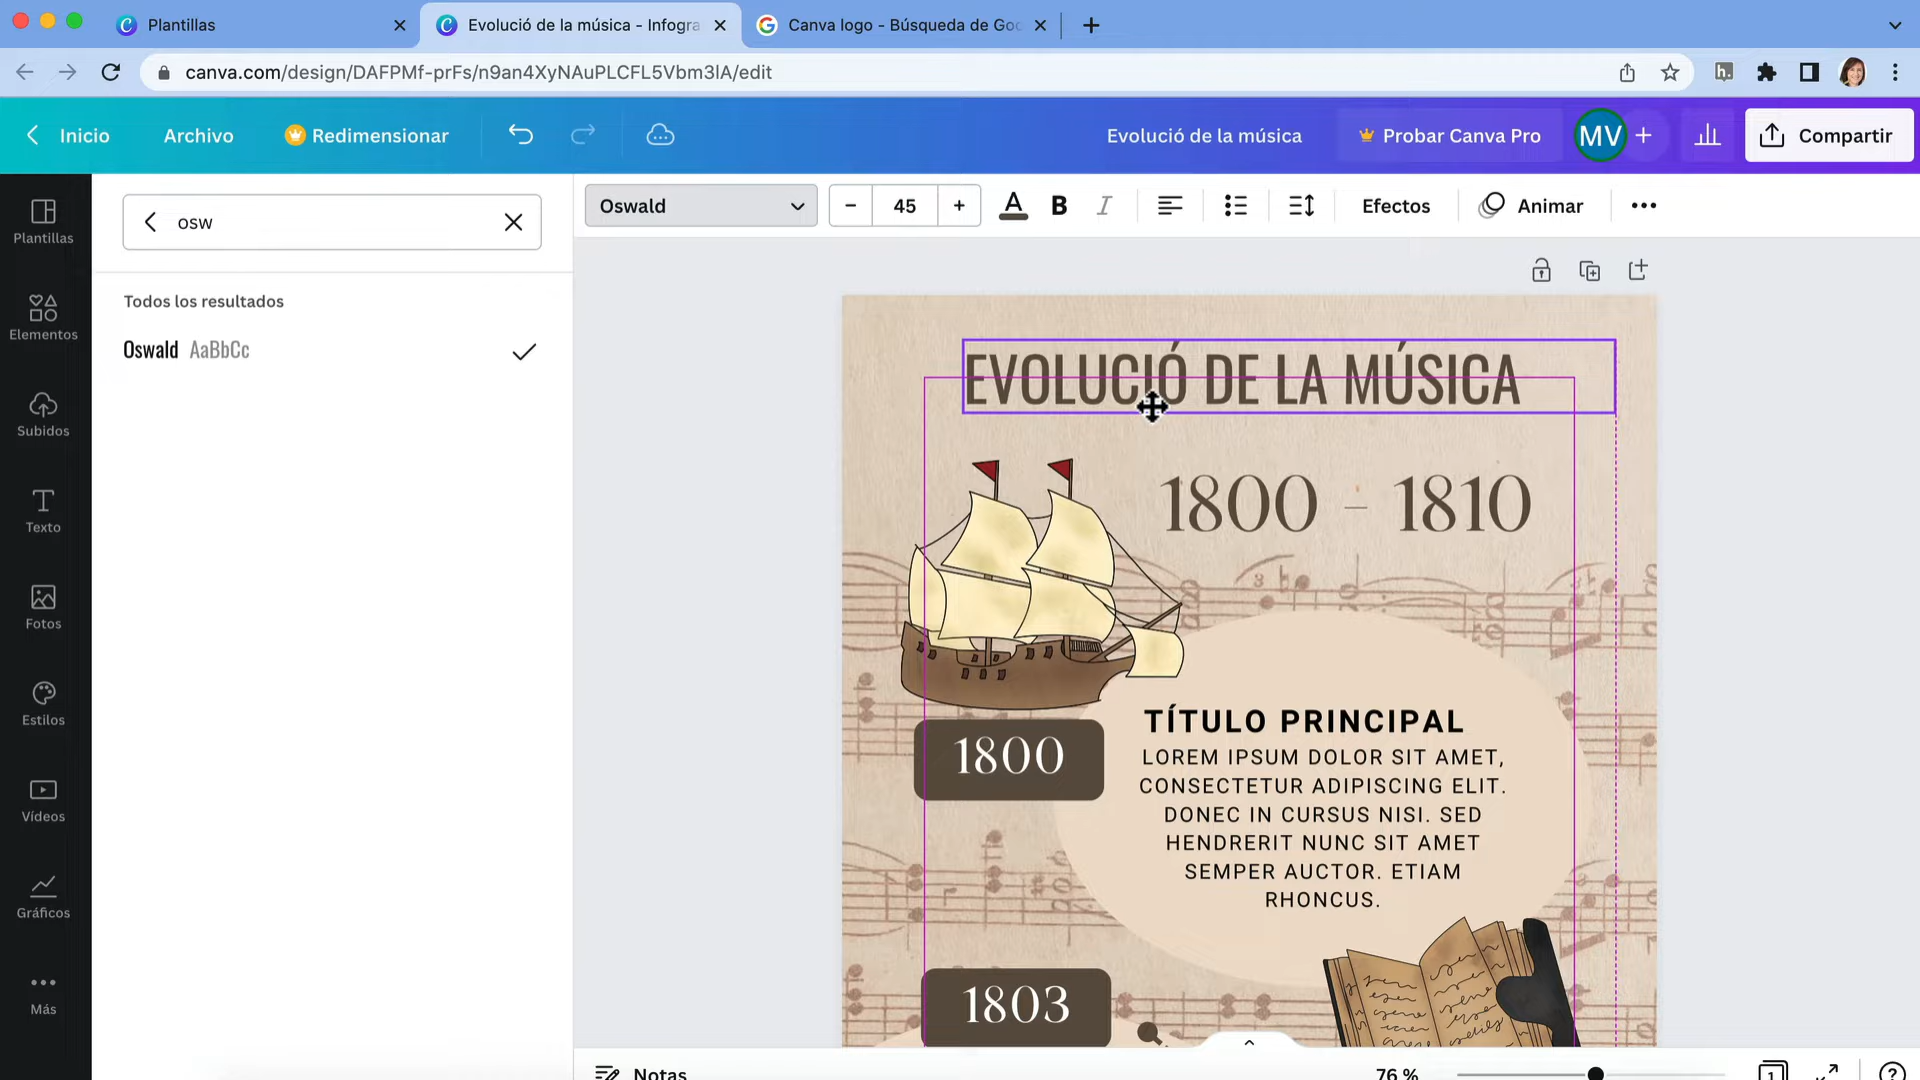 Plantillas
Evolució de la música - Infogra
Canva logo - Búsqueda de Goo
canva.com/design/DAFPMf-prFs/n9an4XyNAuPLCFL5Vbm3lA/edit
Inicio
Archivo
Redimensionar
Evolució de la música
Probar Canva Pro
MV
Compartir
Plantillas
Elementos
Subidos
Texto
Fotos
Estilos
Vídeos
Gráficos
Más
osw
Todos los resultados
Oswald AaBbCc
Oswald
45
A
B
I
Efectos
Animar
EVOLUCIÓ DE LA MÚSICA
1800 - 1810
1800
TÍTULO PRINCIPAL
LOREM IPSUM DOLOR SIT AMET,
CONSECTETUR ADIPISCING ELIT.
DONEC IN CURSUS NISI. SED
HENDRERIT NUNC SIT AMET
SEMPER AUCTOR. ETIAM
RHONCUS.
1803
Notas
76 %
1